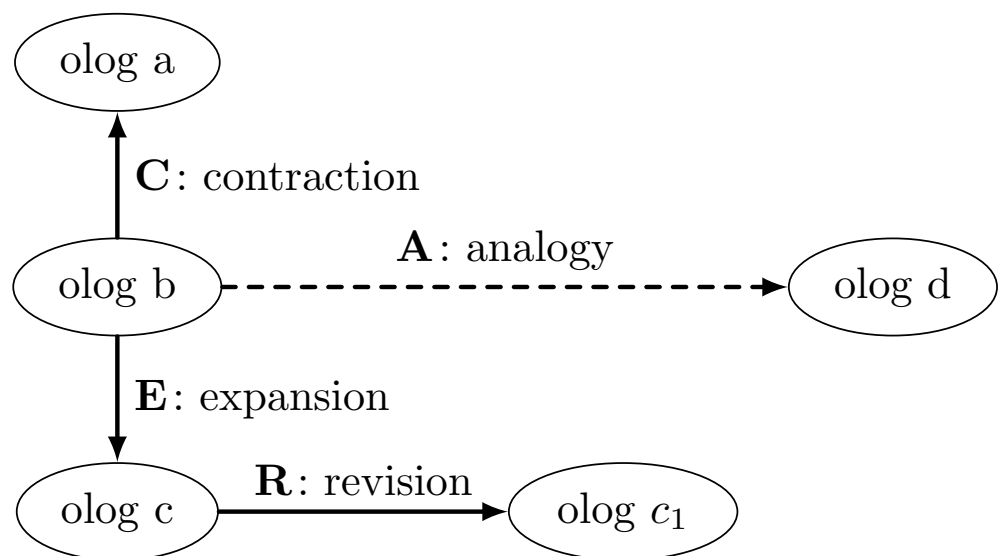 olog a
C: contraction
A: analogy
olog b
olog d
E: expansion
R: revision
olog c
olog c₁